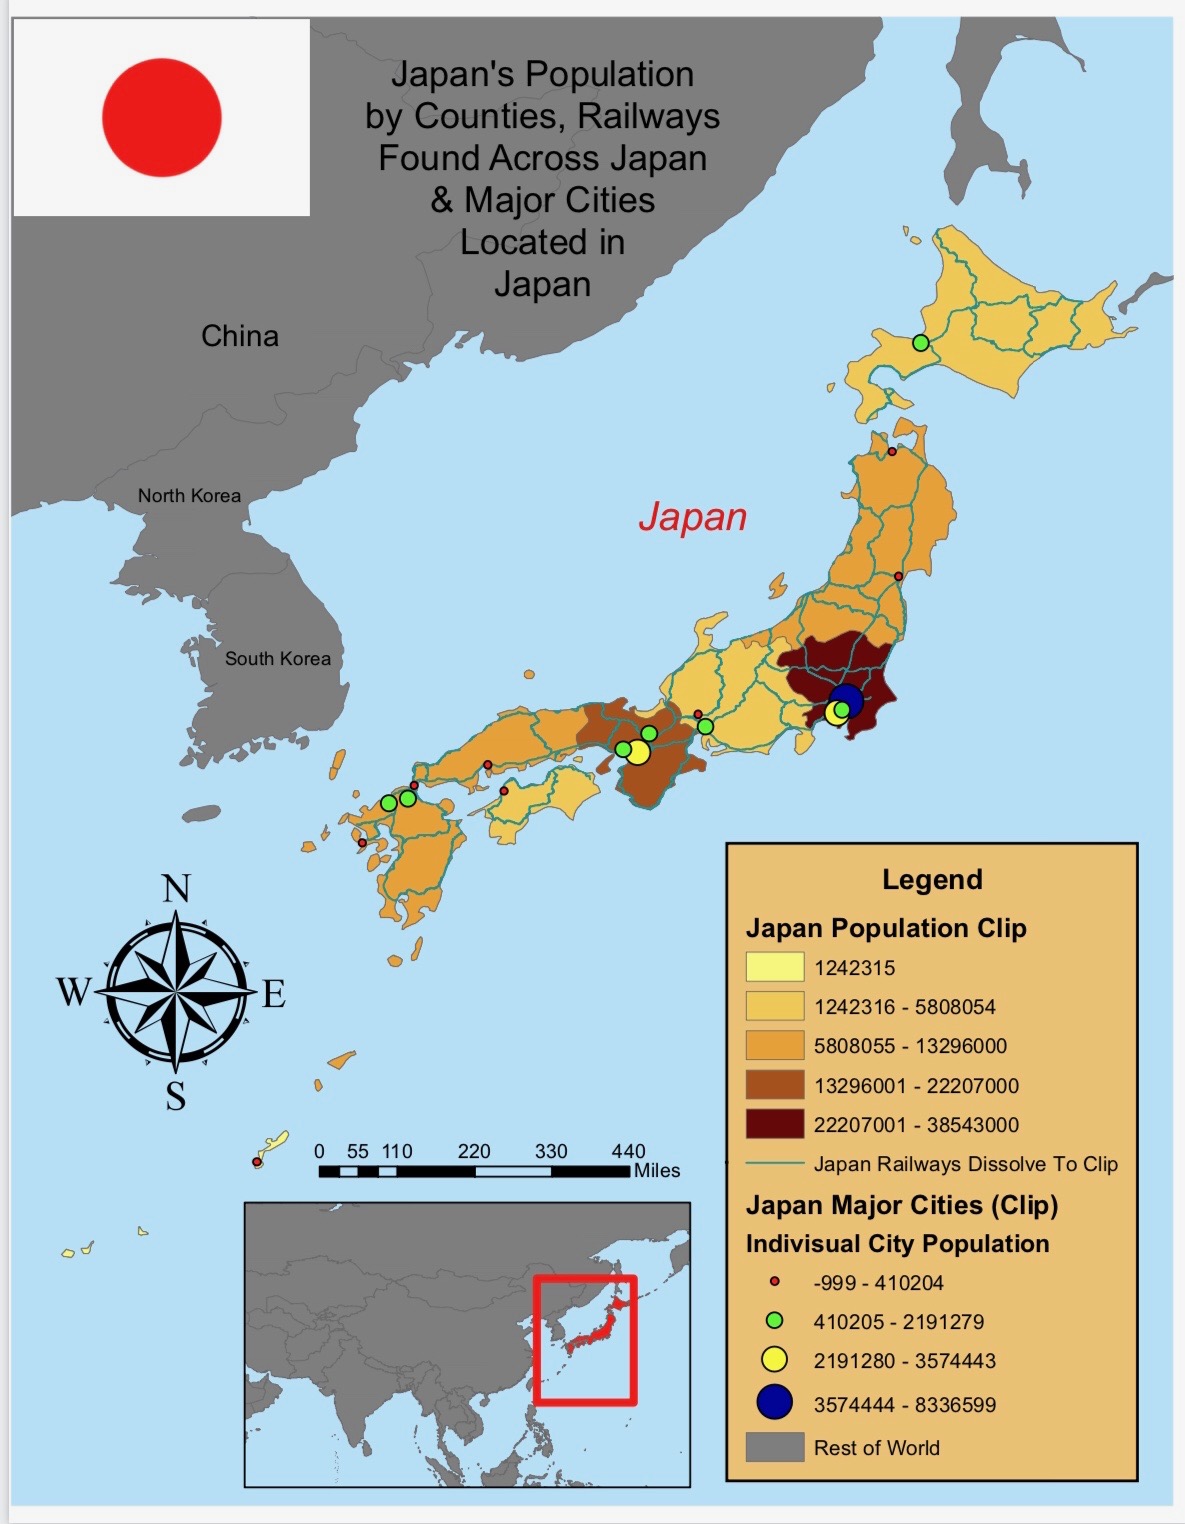 Japan's Population
by Counties, Railways
Found Across Japan
& Major Cities
Located in
Japan
China
North Korea
Japan
South Korea
N
W E
S
0 55 110 220 330 440
Miles
Legend
Japan Population Clip
1242315
1242316 - 5808054
5808055 - 13296000
13296001 - 22207000
22207001 - 38543000
Japan Railways Dissolve To Clip
Japan Major Cities (Clip)
Indivisual City Population
-999 - 410204
410205 - 2191279
2191280 - 3574443
3574444 - 8336599
Rest of World